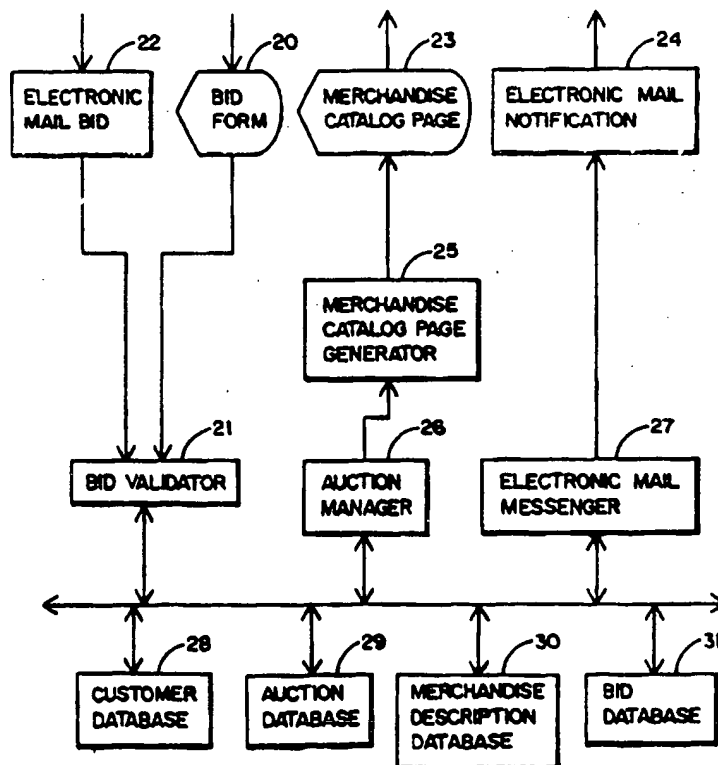 22
20
23
24
ELECTRONIC
MAIL BID
BID
FORM
MERCHANDISE
CATALOG PAGE
ELECTRONIC MAIL
NOTIFICATION
25
MERCHANDISE
CATALOG PAGE
GENERATOR
21
26
27
BID VALIDATOR
AUCTION
MANAGER
ELECTRONIC MAIL
MESSENGER
28
29
30
31
CUSTOMER
DATABASE
AUCTION
DATABASE
MERCHANDISE
DESCRIPTION
DATABASE
BID
DATABASE